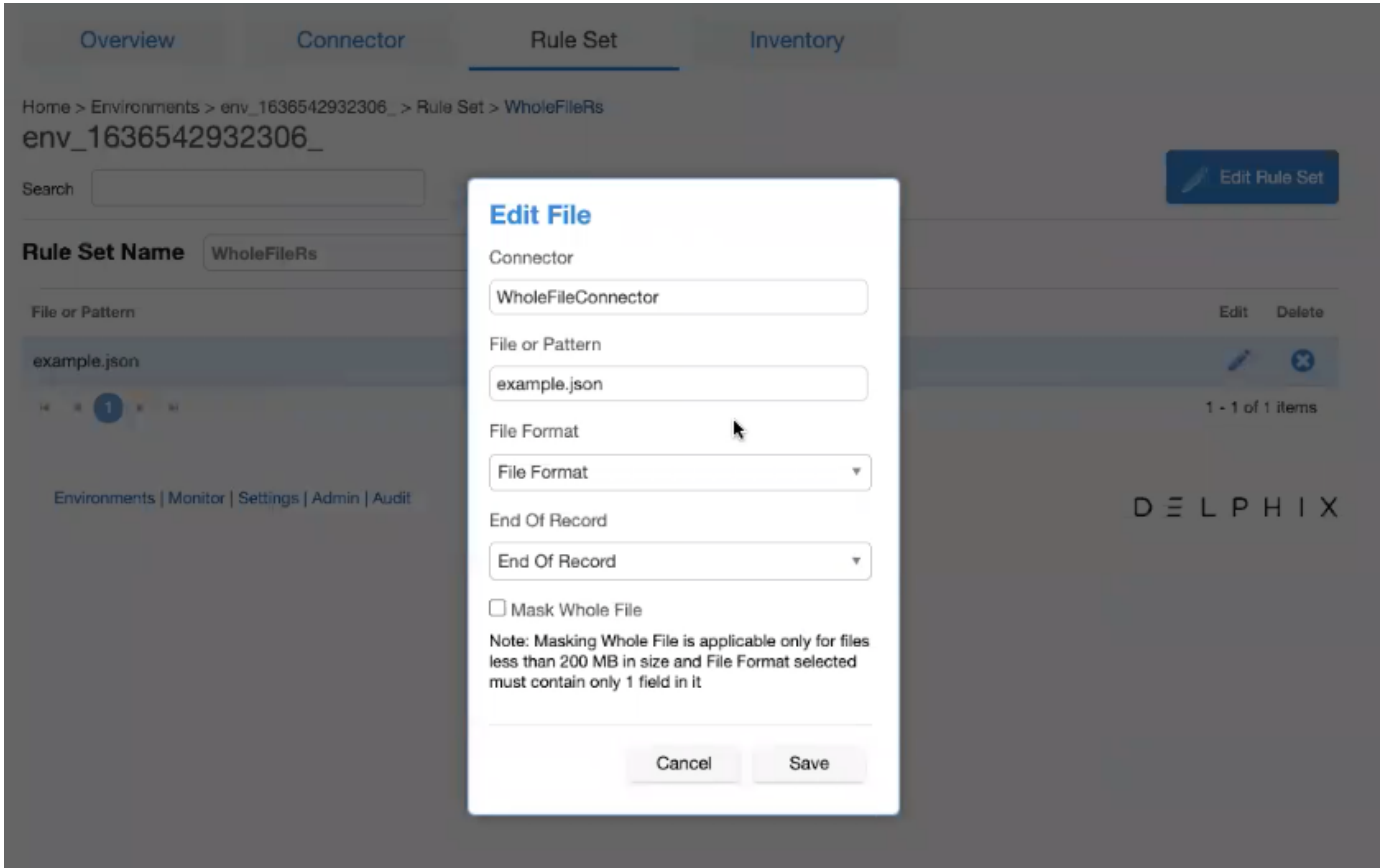 Overview
Connector
Rule Set
Inventory
Home > Environments > env_1636542932306_ > Rule Set > WholeFileRs
env_1636542932306_
Search
Edit Rule Set
Rule Set Name
WholeFileRs
File or Pattern
Edit
Delete
example.json
1
1 - 1 of 1 items
Environments | Monitor | Settings | Admin | Audit
DELPHIX
Edit File
Connector
WholeFileConnector
File or Pattern
example.json
File Format
File Format
End Of Record
End Of Record
Mask Whole File
Note: Masking Whole File is applicable only for files
less than 200 MB in size and File Format selected
must contain only 1 field in it
Cancel
Save